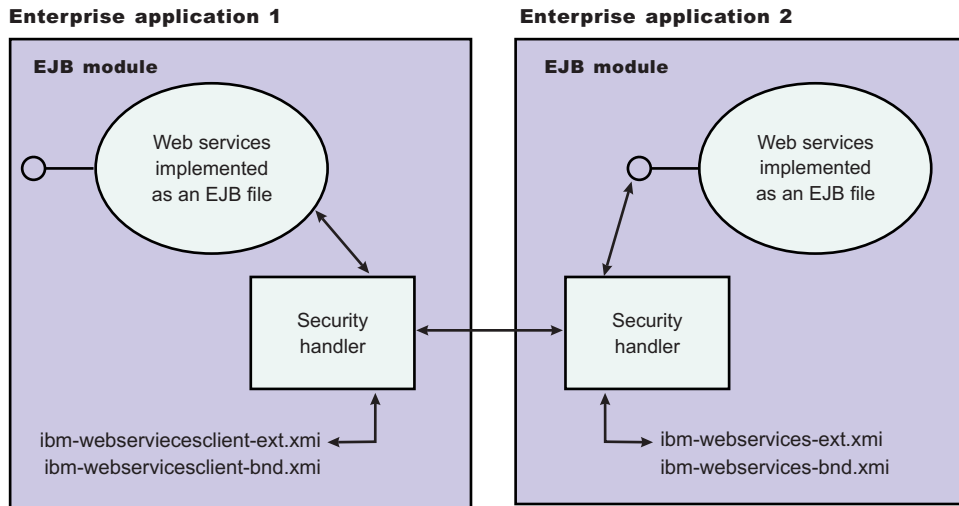 Enterprise application 1
EJB module
Web services
implemented
as an EJB file
Security
handler
ibm-webserviecesclient-ext.xmi
ibm-webservicesclient-bnd.xmi
Enterprise application 2
EJB module
Web services
implemented
as an EJB file
Security
handler
ibm-webservices-ext.xmi
ibm-webservices-bnd.xmi